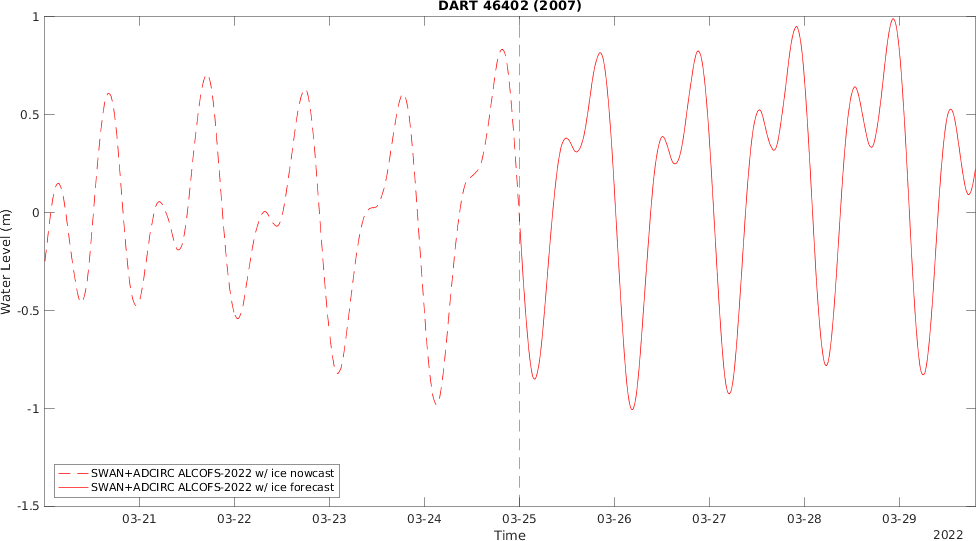 DART 46402 (2007)
1
0.5
0
-0.5
-1
-1.5
Water Level (m)
SWAN+ADCIRC ALCOFS-2022 w/ ice nowcast
SWAN+ADCIRC ALCOFS-2022 w/ ice forecast
03-21 03-22 03-23 03-24 03-25 03-26 03-27 03-28 03-29
Time
2022